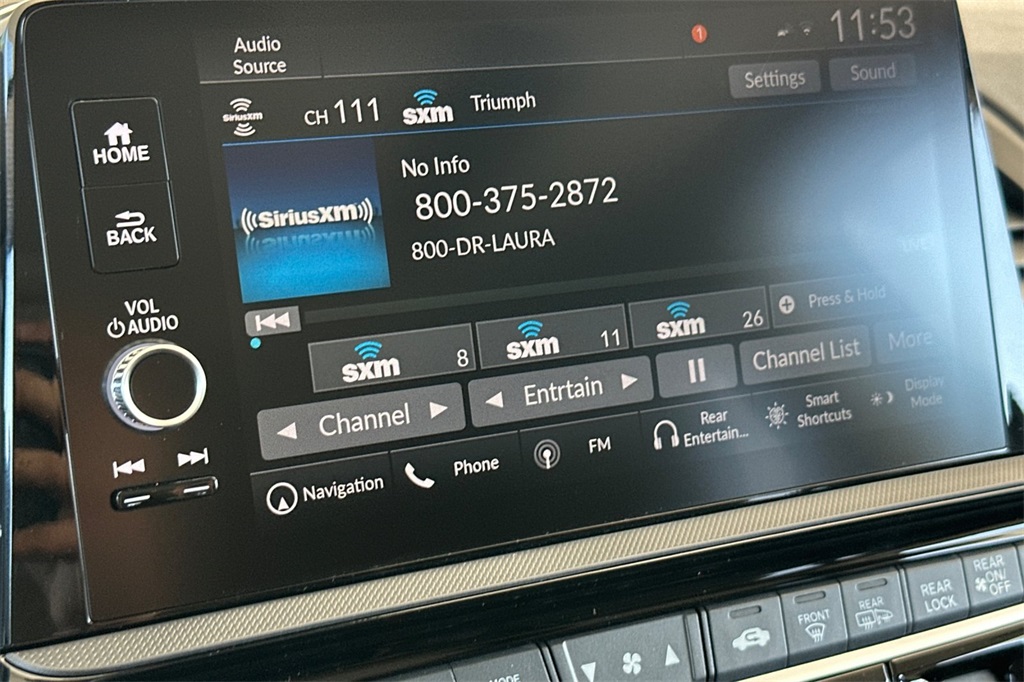 Audio
Source
1
11:53
Settings
Sound
SiriusXM
CH 111
sxm
Triumph
HOME
BACK
((SiriusXM))
No Info
800-375-2872
800-DR-LAURA
LIVE
VOL
AUDIO
sxm 8
sxm 11
sxm 26
Press & Hold
Channel
Entrtain
Channel List
More
Navigation
Phone
FM
Rear
Entertain...
Smart
Shortcuts
Display
Mode
MODE
FRONT
REAR
REAR
LOCK
REAR
ON/
OFF